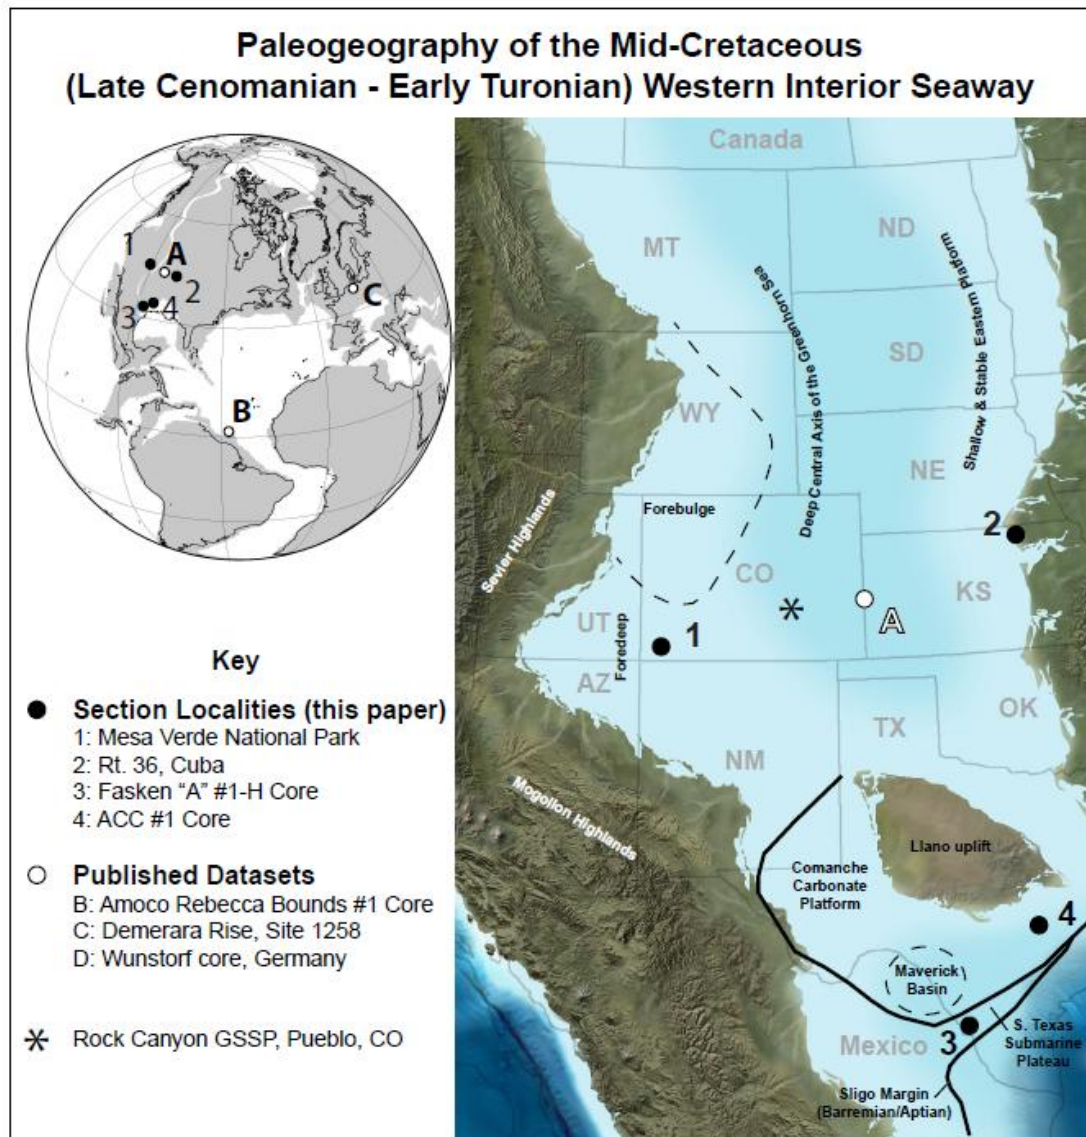 Paleogeography of the Mid-Cretaceous
(Late Cenomanian - Early Turonian) Western Interior Seaway
1
A
2
3
4
C
B
Key
Section Localities (this paper)
1: Mesa Verde National Park
2: Rt. 36, Cuba
3: Fasken “A” #1-H Core
4: ACC #1 Core
Published Datasets
B: Amoco Rebecca Bounds #1 Core
C: Demerara Rise, Site 1258
D: Wunstorf core, Germany
Rock Canyon GSSP, Pueblo, CO
Canada
MT
ND
Deep Central Axis of the Greenhorn Sea
Shallow & Stable Eastern Platform
SD
WY
NE
Sevier Highlands
Forebulge
2
CO
KS
A
UT
Foredeep
1
AZ
OK
TX
NM
Mogollon Highlands
Llano uplift
Comanche
Carbonate
Platform
4
Maverick
Basin
3
S. Texas
Submarine
Plateau
Mexico
Sligo Margin
(Barremian/Aptian)